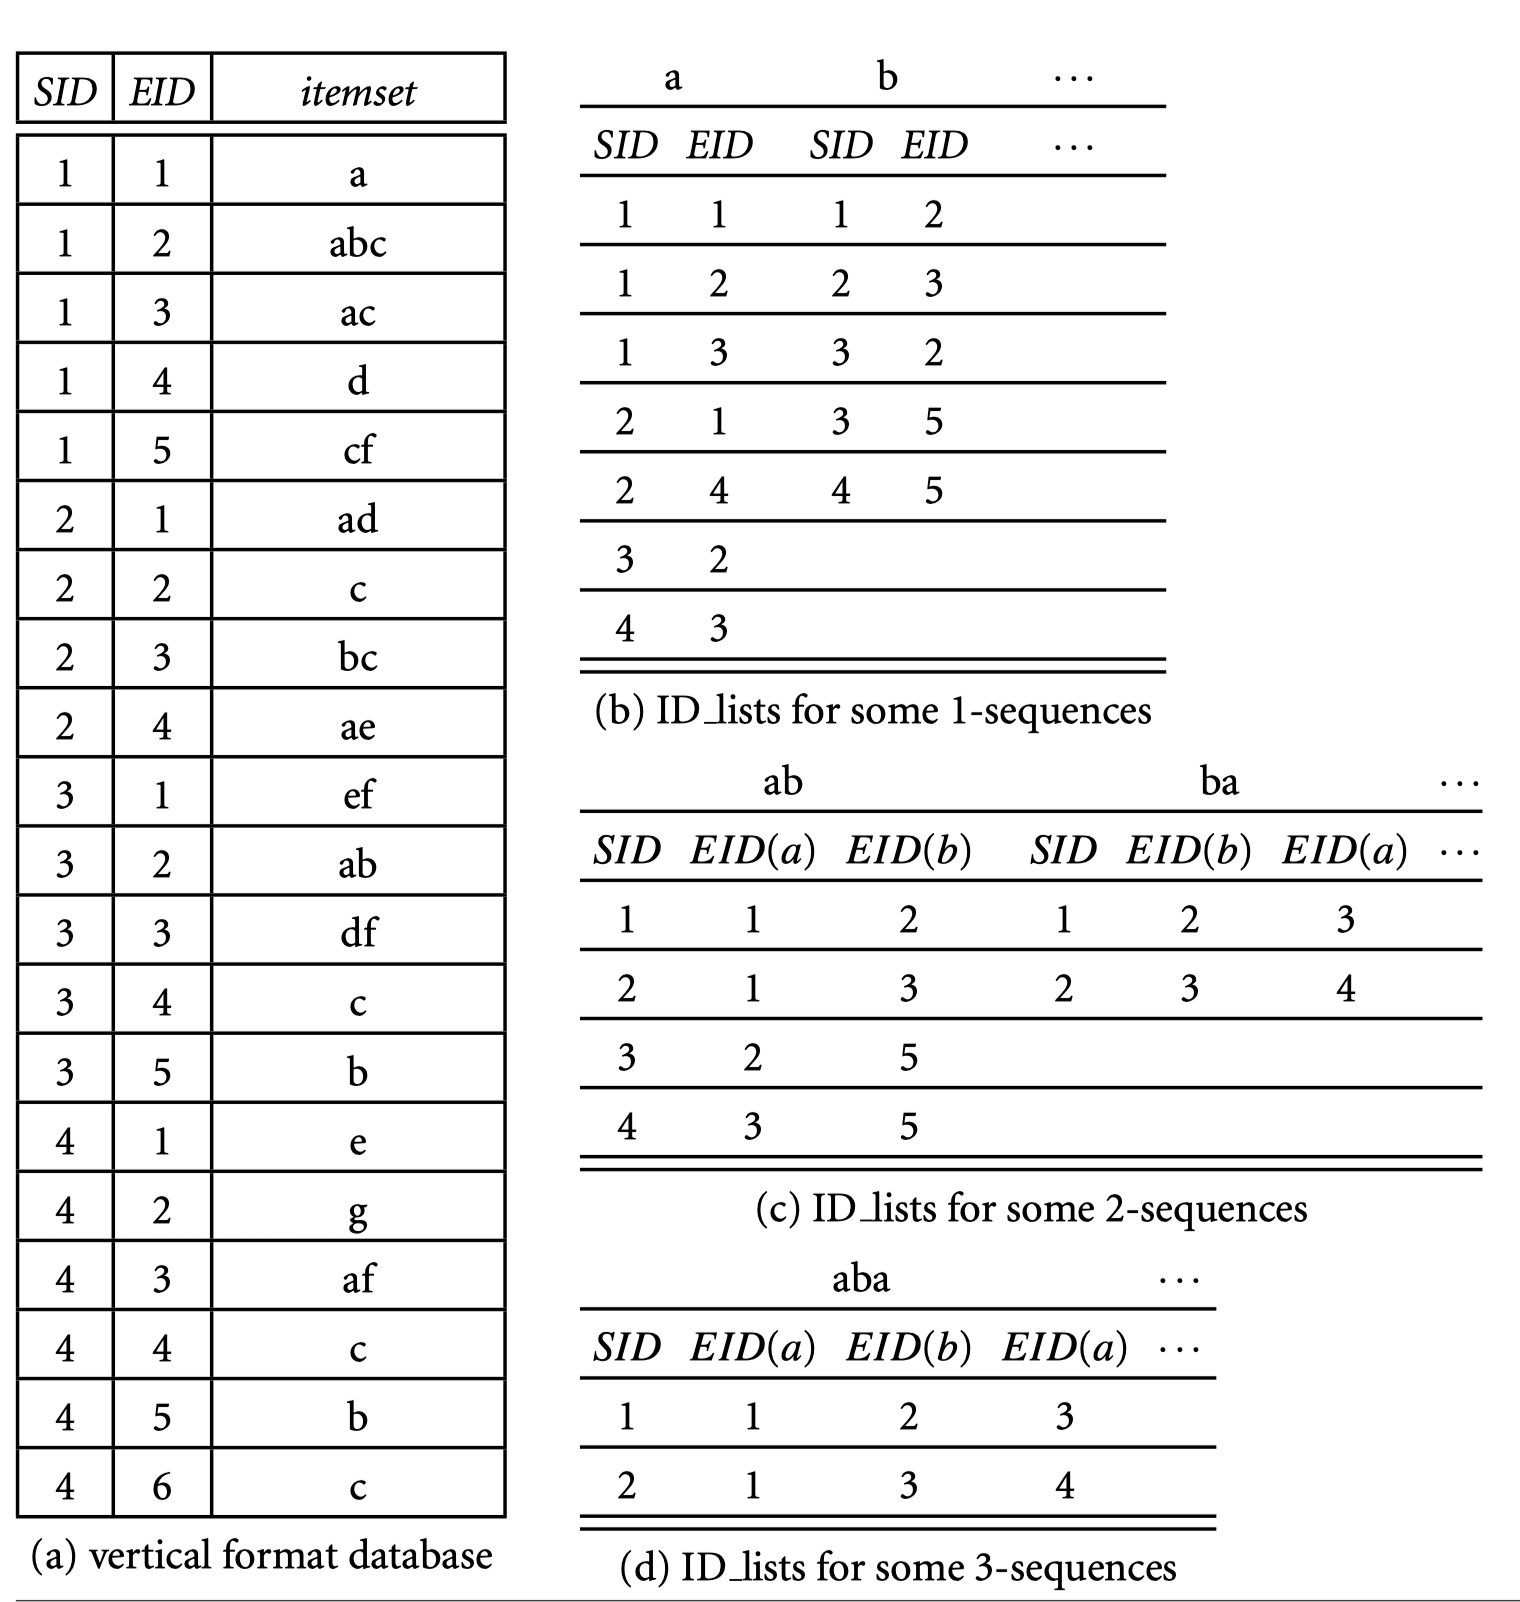 SID EID itemset
1 1 a
1 2 abc
1 3 ac
1 4 d
1 5 cf
2 1 ad
2 2 c
2 3 bc
2 4 ae
3 1 ef
3 2 ab
3 3 df
3 4 c
3 5 b
4 1 e
4 2 g
4 3 af
4 4 c
4 5 b
4 6 c
(a) vertical format database
a b ···
SID EID SID EID ···
1 1 1 2
1 2 2 3
1 3 3 2
2 1 3 5
2 4 4 5
3 2
4 3
(b) ID_lists for some 1-sequences
ab ba ···
SID EID(a) EID(b) SID EID(b) EID(a) ···
1 1 2 1 2 3
2 1 3 2 3 4
3 2 5
4 3 5
(c) ID_lists for some 2-sequences
aba ···
SID EID(a) EID(b) EID(a) ···
1 1 2 3
2 1 3 4
(d) ID_lists for some 3-sequences